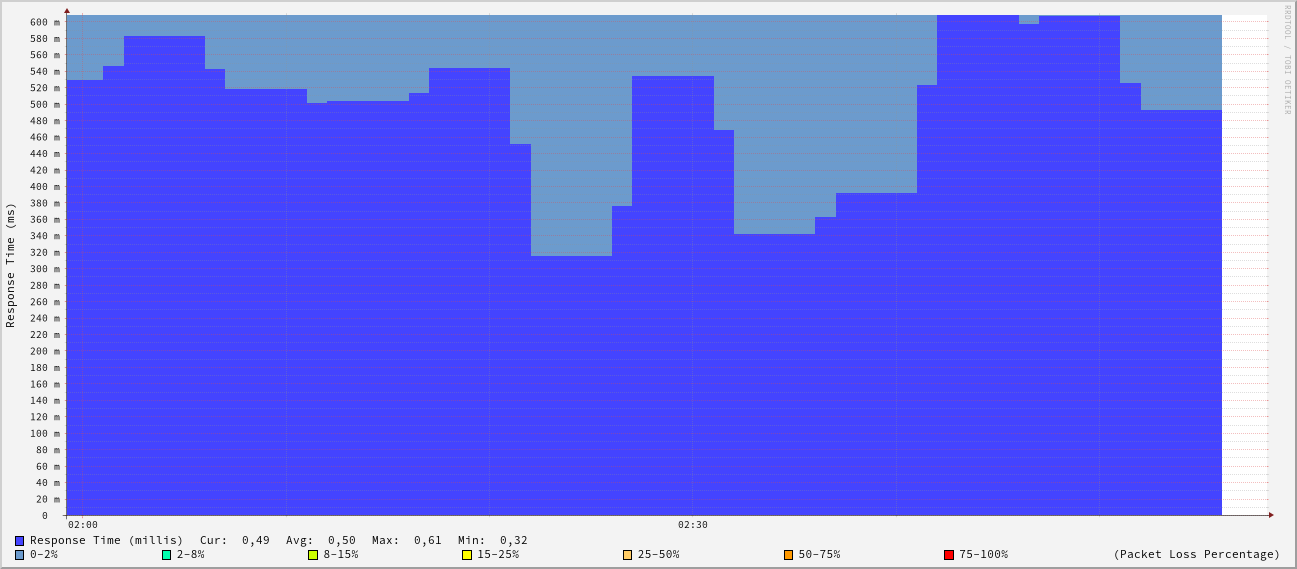 RRDTOOL / TOBI OETIKER
Response Time (ms)
600 m
580 m
560 m
540 m
520 m
500 m
480 m
460 m
440 m
420 m
400 m
380 m
360 m
340 m
320 m
300 m
280 m
260 m
240 m
220 m
200 m
180 m
160 m
140 m
120 m
100 m
80 m
60 m
40 m
20 m
0
02:00 02:30
Response Time (millis) Cur: 0,49 Avg: 0,50 Max: 0,61 Min: 0,32
0-2% 2-8% 8-15% 15-25% 25-50% 50-75% 75-100% (Packet Loss Percentage)